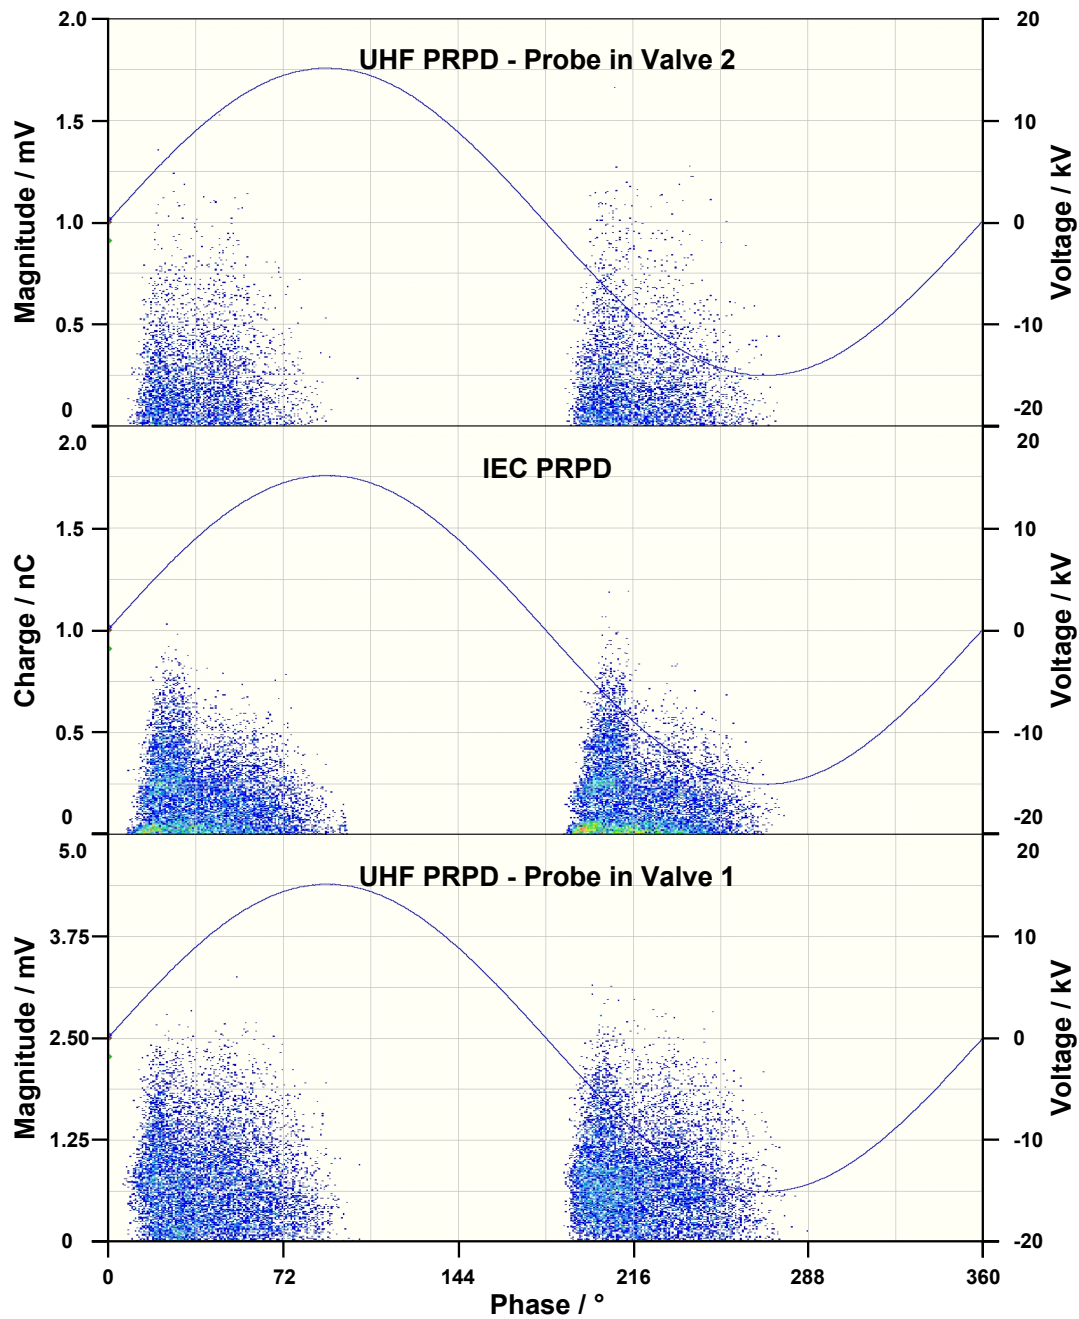 UHF PRPD - Probe in Valve 2
Magnitude / mV
2.0
1.5
1.0
0.5
0
20
10
0
-10
-20
Voltage / kV
IEC PRPD
Charge / nC
2.0
1.5
1.0
0.5
0
20
10
0
-10
-20
Voltage / kV
UHF PRPD - Probe in Valve 1
Magnitude / mV
5.0
3.75
2.50
1.25
0
20
10
0
-10
-20
Voltage / kV
0 72 144 216 288 360
Phase / °